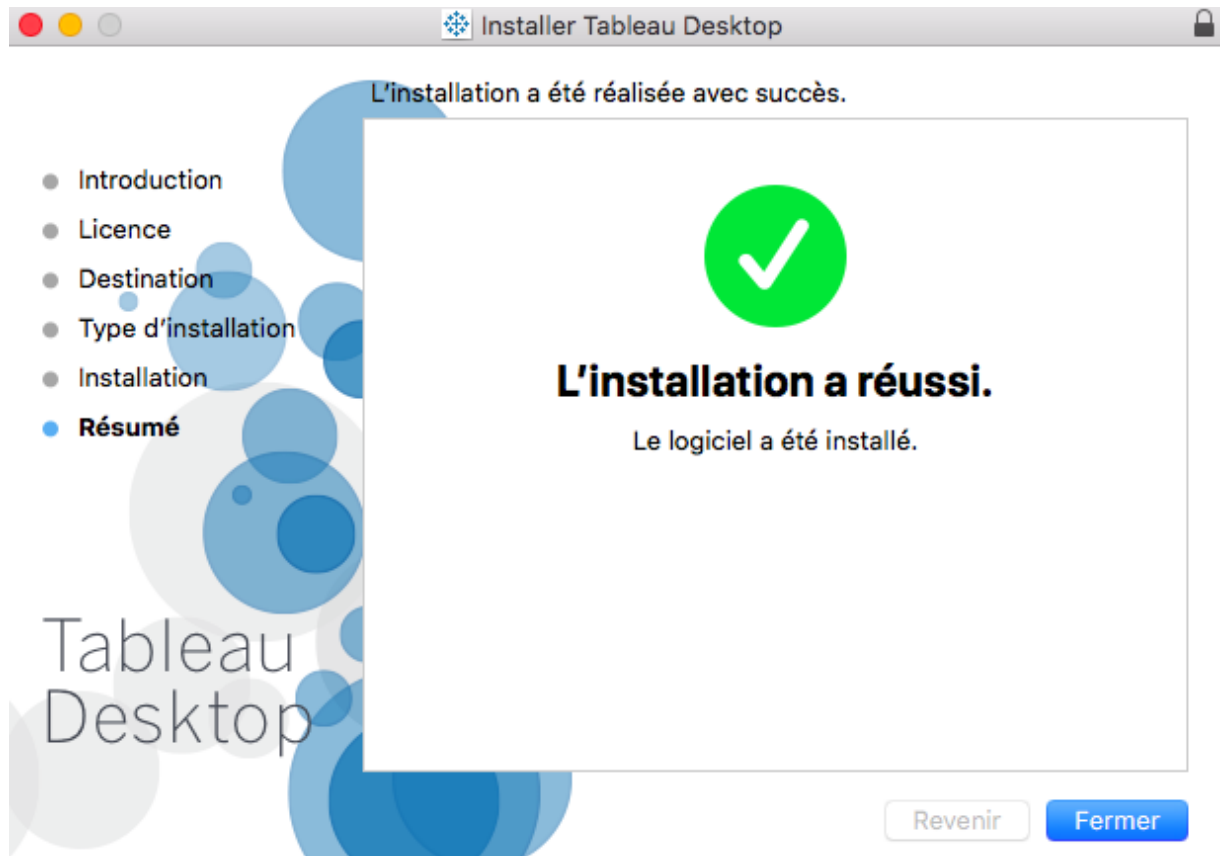 Installer Tableau Desktop
L'installation a été réalisée avec succès.
Introduction
Licence
Destination
Type d'installation
Installation
Résumé
L'installation a réussi.
Le logiciel a été installé.
Tableau
Desktop
Revenir
Fermer